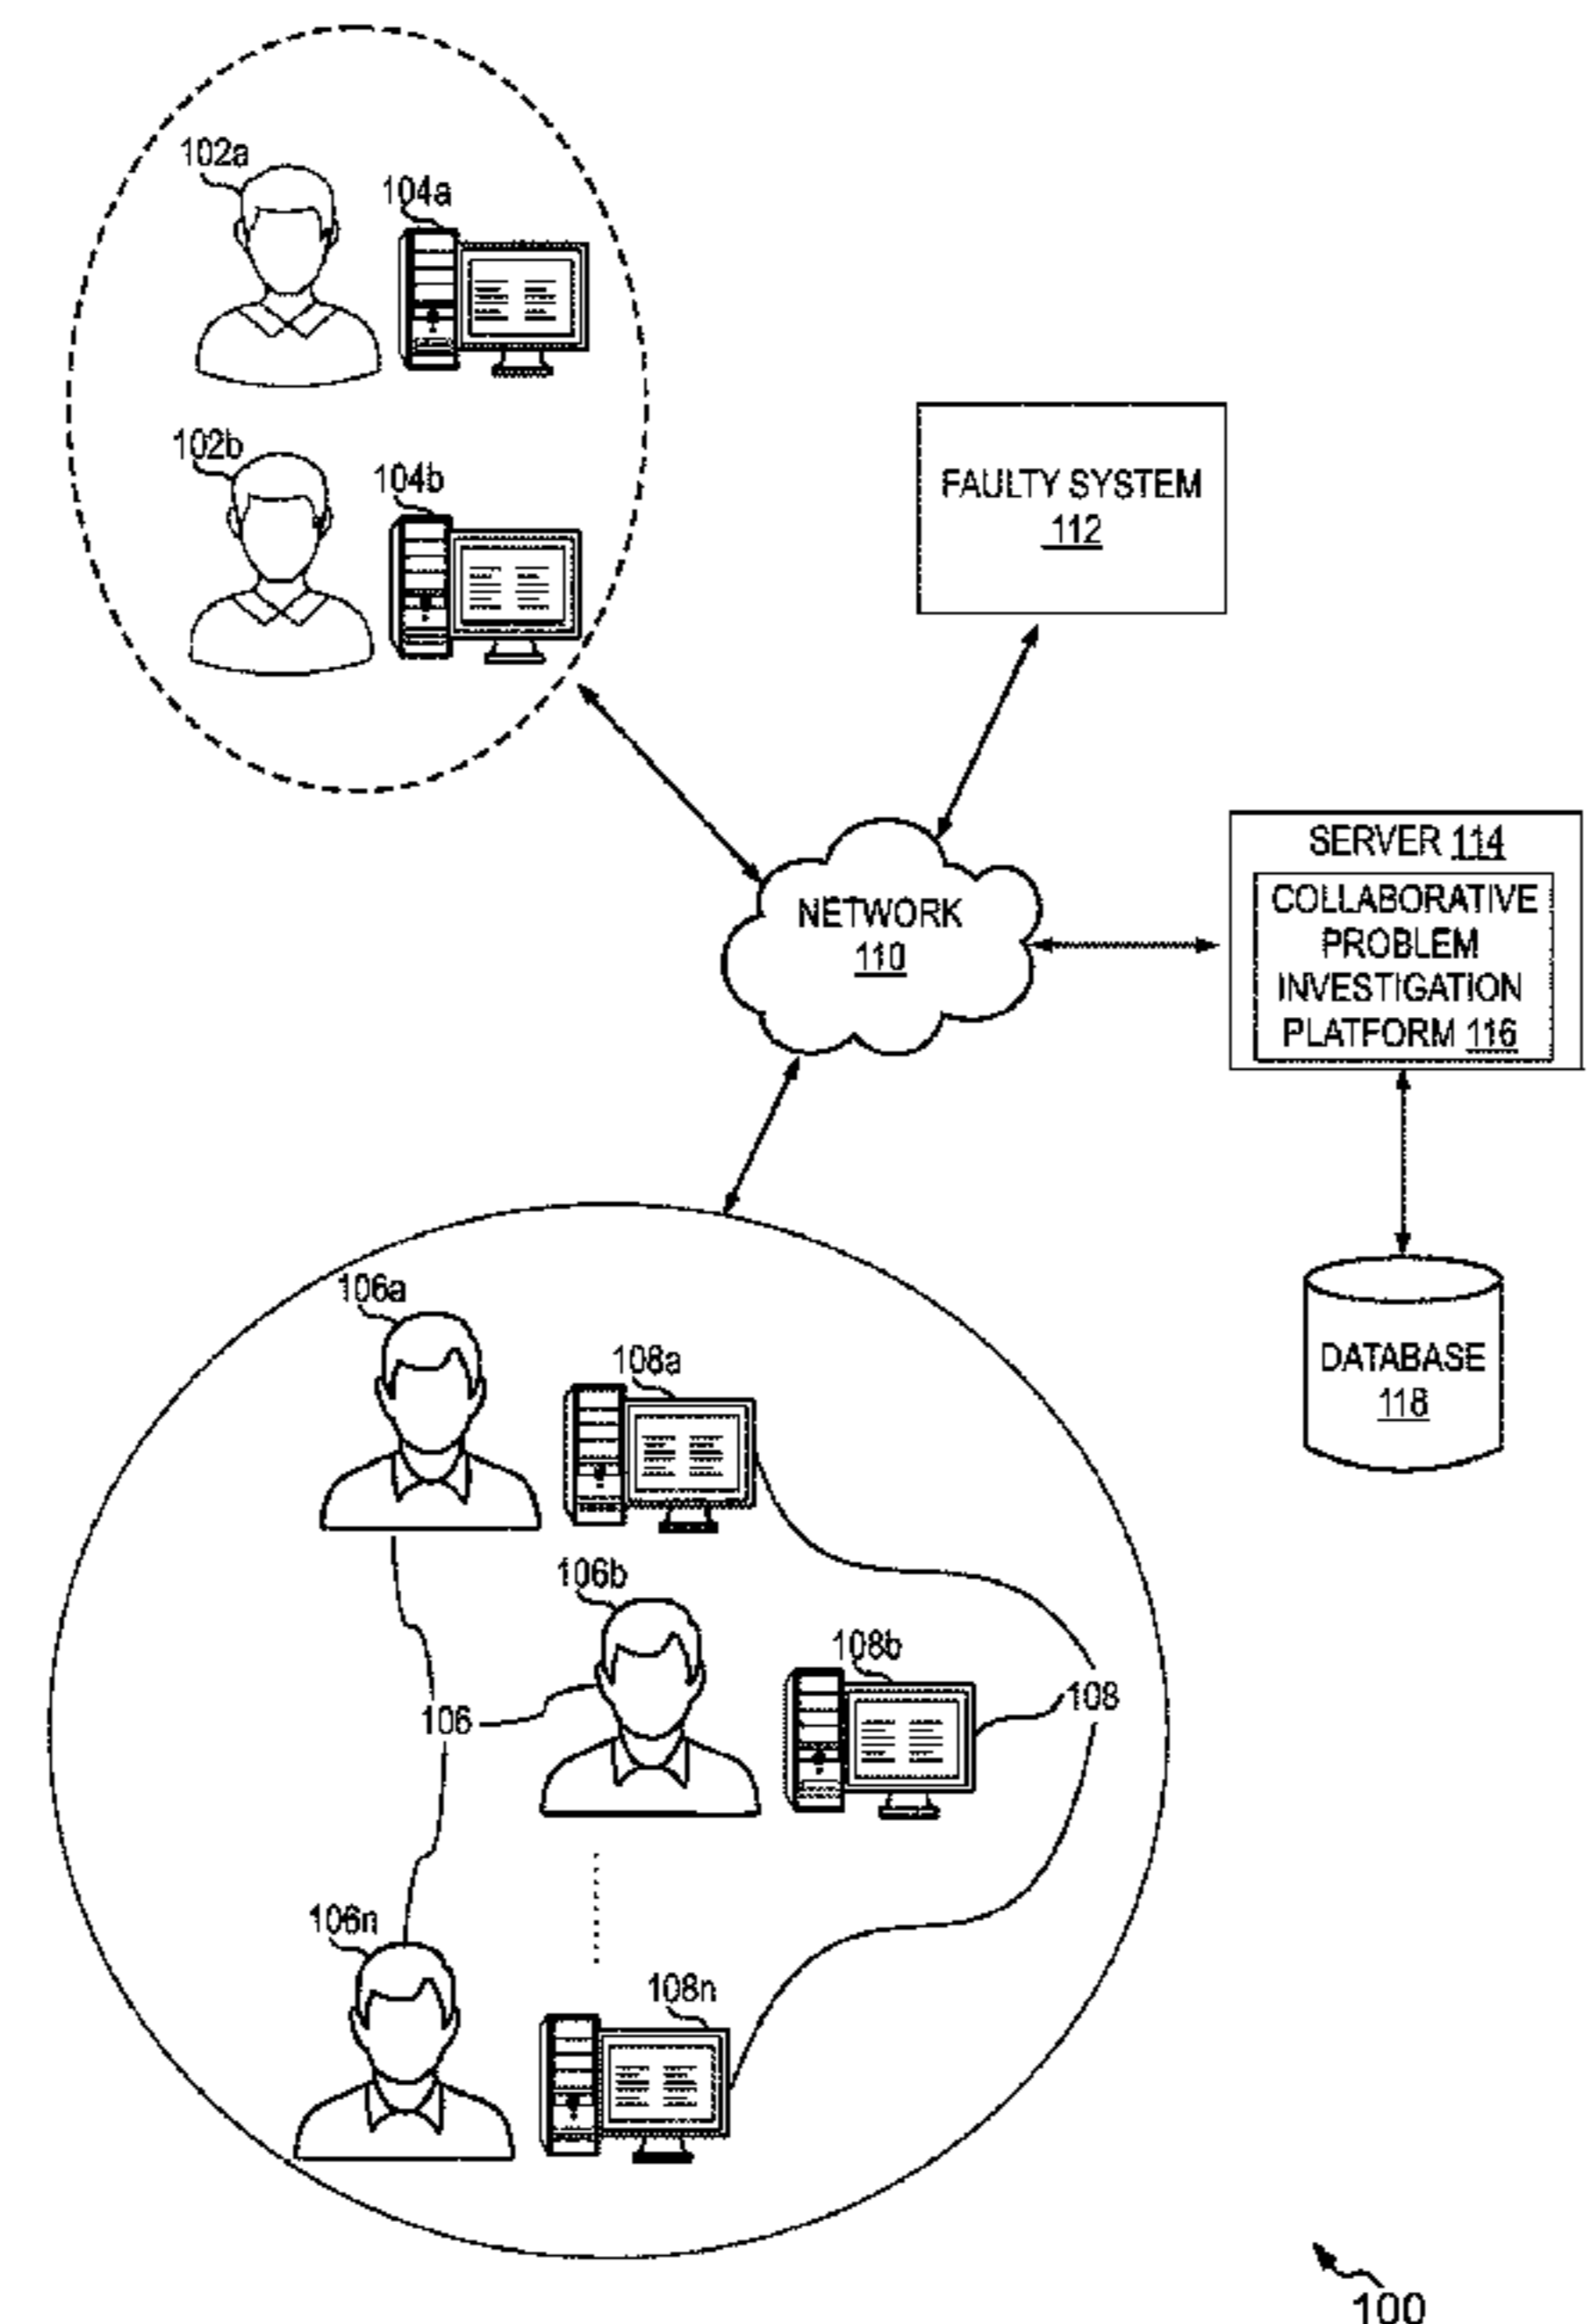 102a
104a
102b
104b
FAULTY SYSTEM
112
SERVER 114
COLLABORATIVE
PROBLEM
INVESTIGATION
PLATFORM 116
NETWORK
110
106a
108a
DATABASE
118
106b
108b
108
106
106n
108n
100